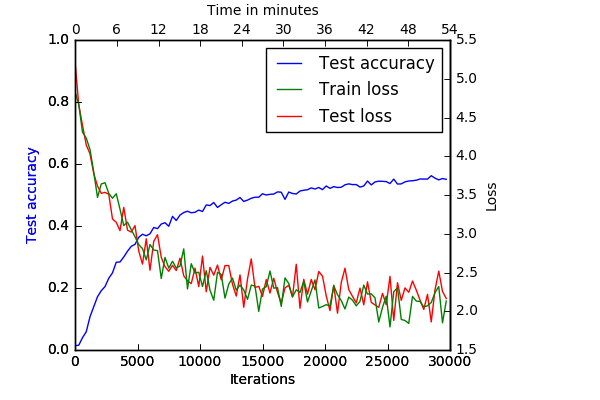 Time in minutes
0 6 12 18 24 30 36 42 48 54
1.0
0.8
0.6
0.4
0.2
0.0
Test accuracy
Test accuracy
Train loss
Test loss
5.5
5.0
4.5
4.0
3.5
3.0
2.5
2.0
1.5
Loss
0 5000 10000 15000 20000 25000 30000
Iterations